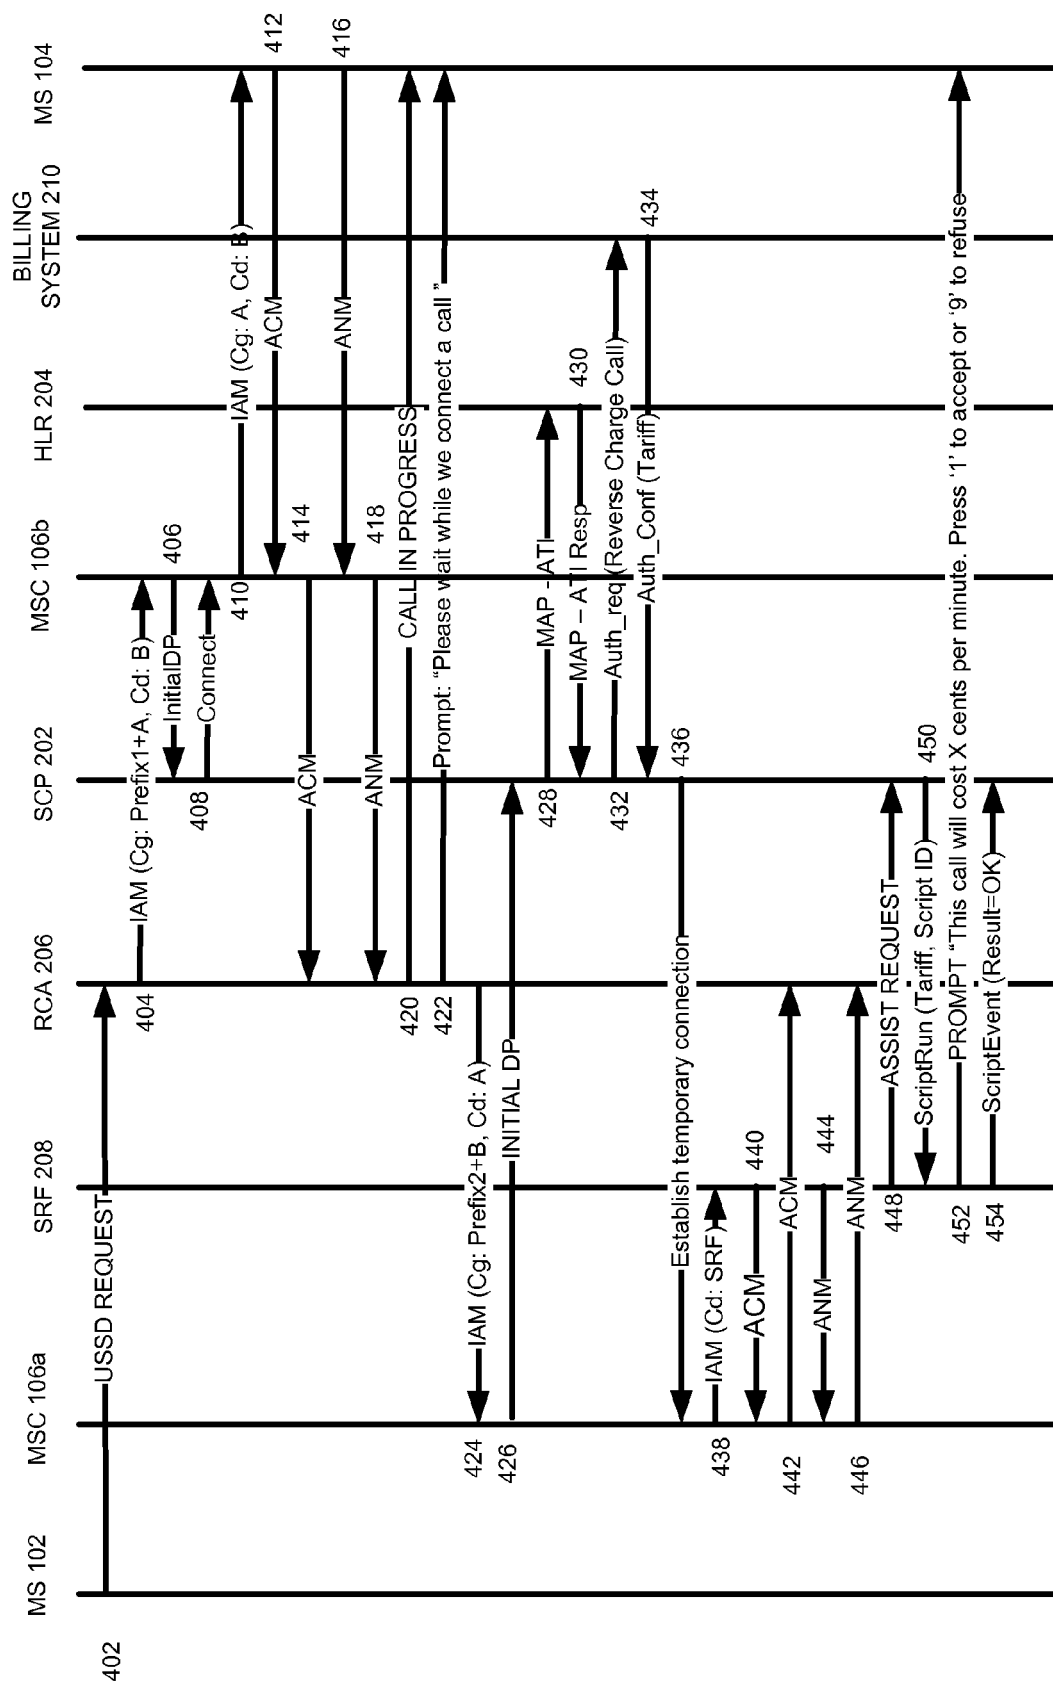 MS 102
MSC 106a
SRF 208
RCA 206
SCP 202
MSC 106b
HLR 204
BILLING
SYSTEM 210
MS 104
402
USSD REQUEST
404
IAM (Cg: Prefix1+A, Cd: B)
InitialDP
406
408
Connect
410
IAM (Cg: A, Cd: B)
ACM
412
ACM
414
ANM
416
ANM
418
420
CALL IN PROGRESS
422
Prompt: “Please wait while we connect a call ”
424
IAM (Cg: Prefix2+B, Cd: A)
426
INITIAL DP
428
MAP - ATI
MAP – ATI Resp
430
432
Auth_req (Reverse Charge Call)
Auth_Conf (Tariff)
434
Establish temporary connection
436
438
IAM (Cd: SRF)
ACM
440
442
ACM
ANM
444
446
ANM
448
ASSIST REQUEST
ScriptRun (Tariff, Script ID)
450
452
PROMPT “This call will cost X cents per minute. Press ‘1’ to accept or ‘9’ to refuse
454
ScriptEvent (Result=OK)